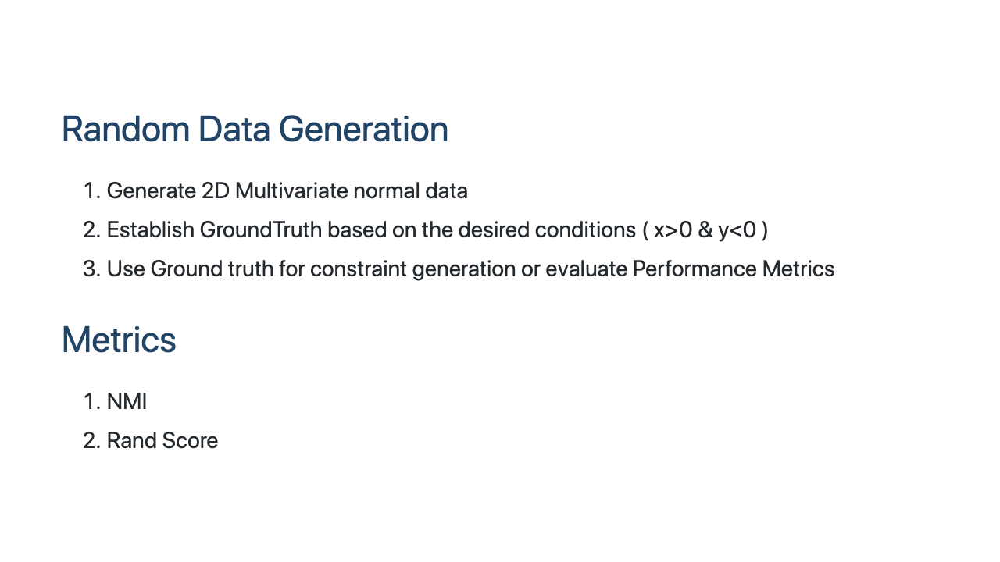 Random Data Generation
1. Generate 2D Multivariate normal data
2. Establish GroundTruth based on the desired conditions ( x>0 & y<0 )
3. Use Ground truth for constraint generation or evaluate Performance Metrics
Metrics
1. NMI
2. Rand Score